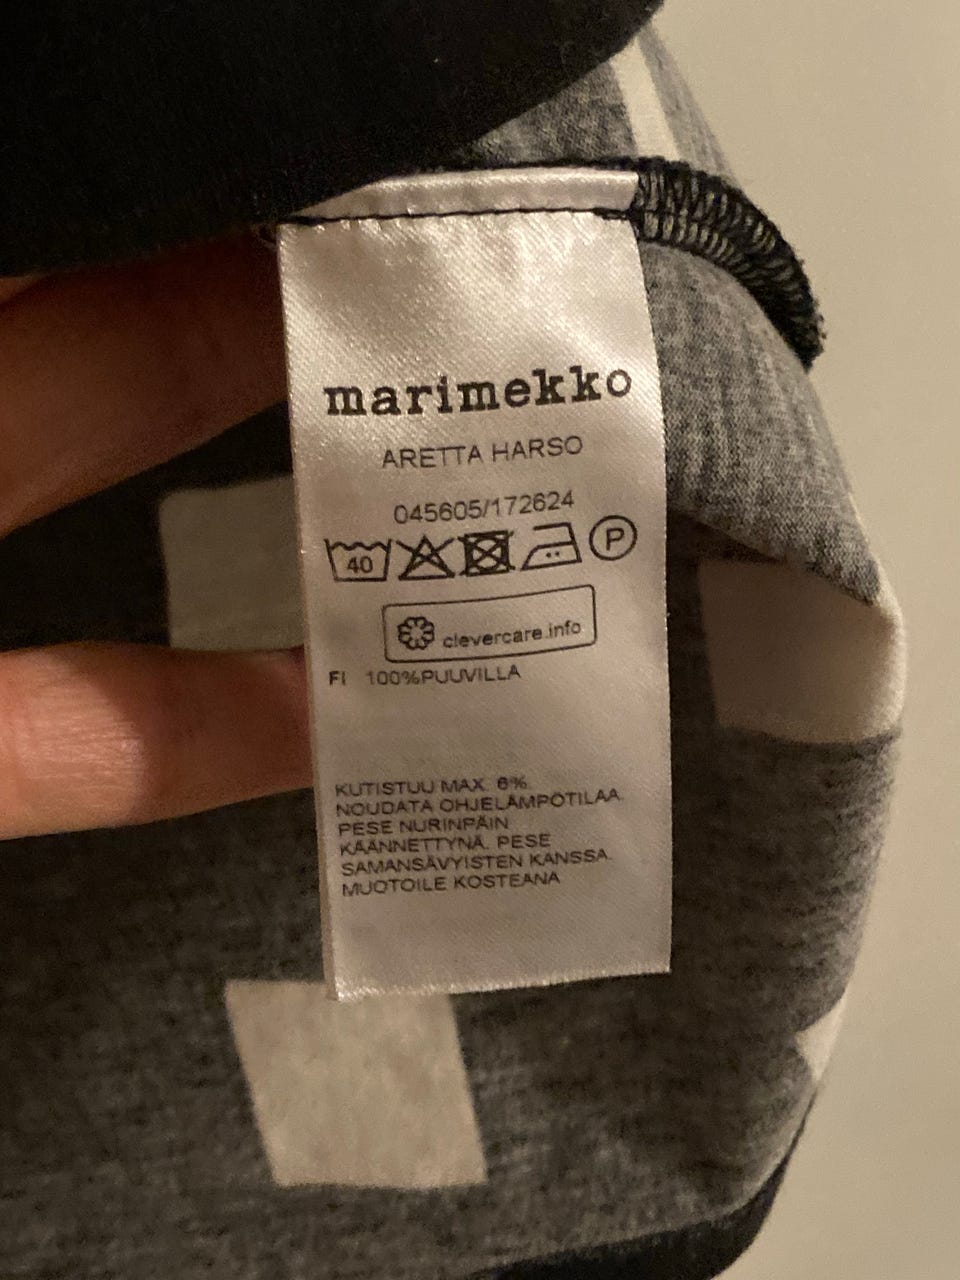 marimekko
ARETTA HARSO
045605/172624
40 P
clevercare.info
FI 100%PUUVILLA
KUTISTUU MAX. 6%.
NOUDATA OHJELÄMPÖTILAA.
PESE NURINPÄIN
KÄÄNNETTYNÄ. PESE
SAMANSÄVYISTEN KANSSA.
MUOTOILE KOSTEANA